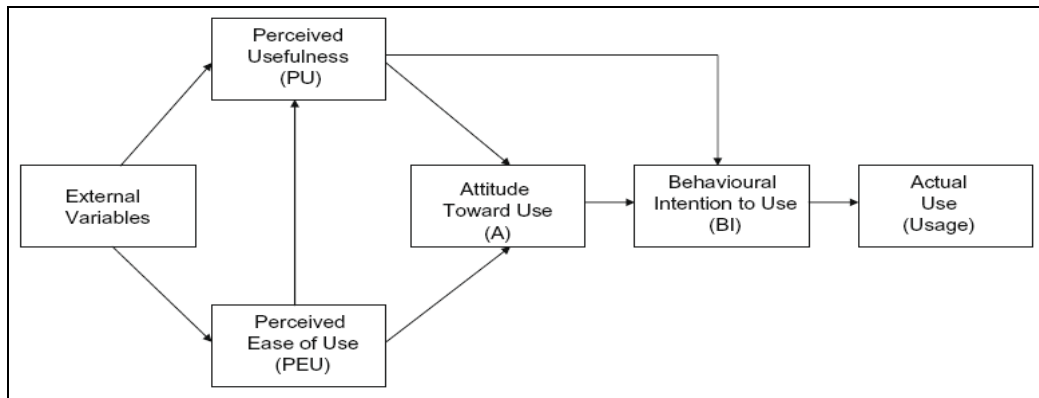 Perceived
Usefulness
(PU)
External
Variables
Attitude
Toward Use
(A)
Behavioural
Intention to Use
(BI)
Actual
Use
(Usage)
Perceived
Ease of Use
(PEU)